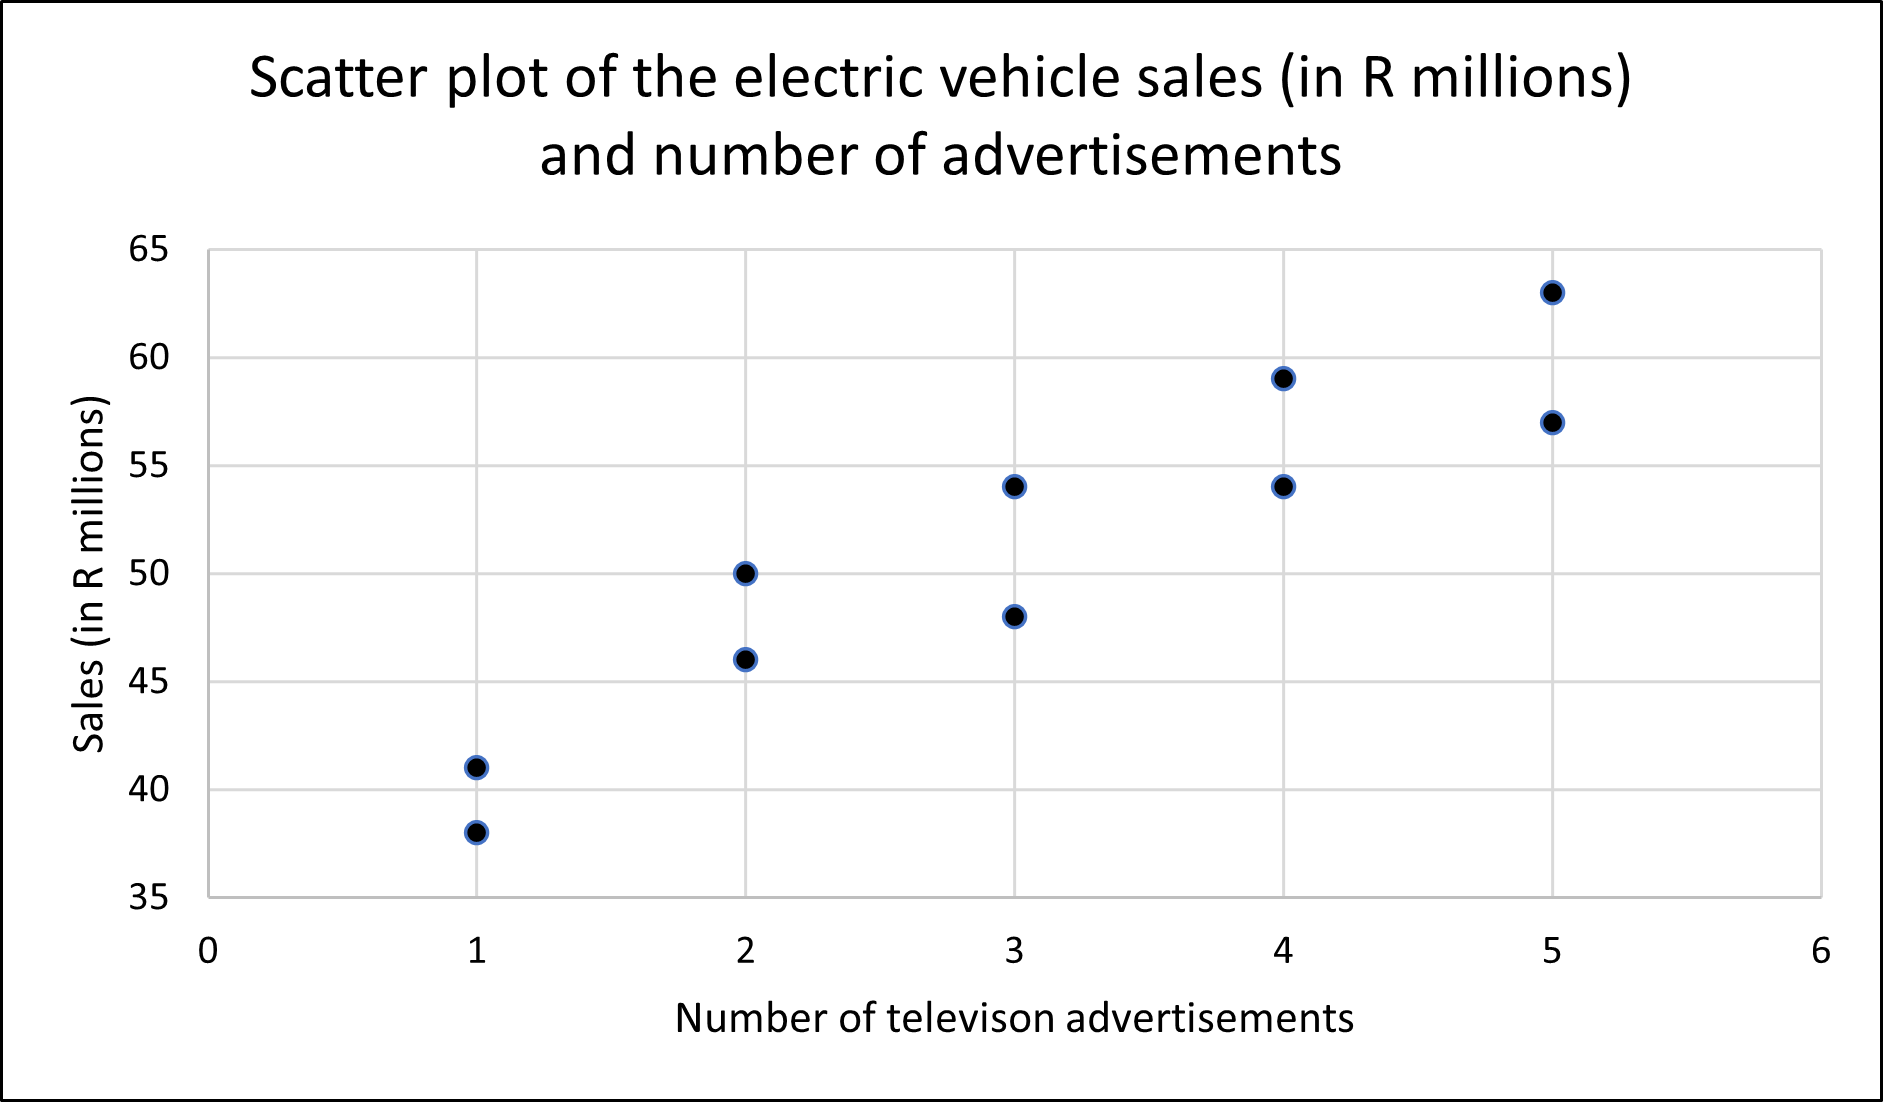 Scatter plot of the electric vehicle sales (in R millions)
and number of advertisements
65
60
55
50
45
40
35
Sales (in R millions)
0 1 2 3 4 5 6
Number of televison advertisements